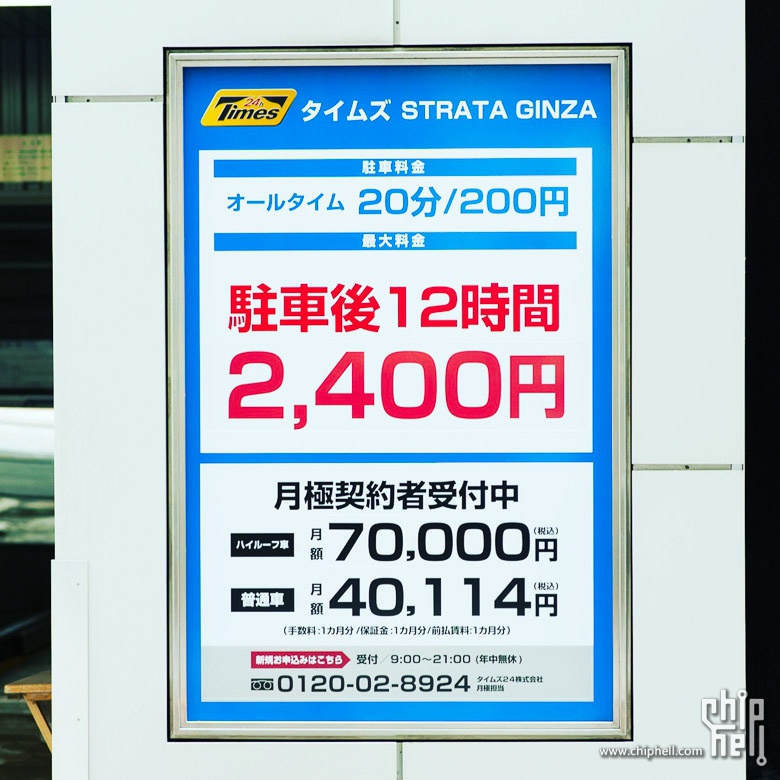 24h
Times タイムズ STRATA GINZA
駐車料金
オールタイム 20分/200円
最大料金
駐車後12時間
2,400円
月極契約者受付中
ハイルーフ車 月額 70,000円 (税込)
普通車 月額 40,114円 (税込)
(手数料:1カ月分/保証金:1カ月分/前払賃料:1カ月分)
新規お申込みはこちら 受付/9:00〜21:00 (年中無休)
0120-02-8924 タイムズ24株式会社
月極担当
chip
hell
www.chiphell.com